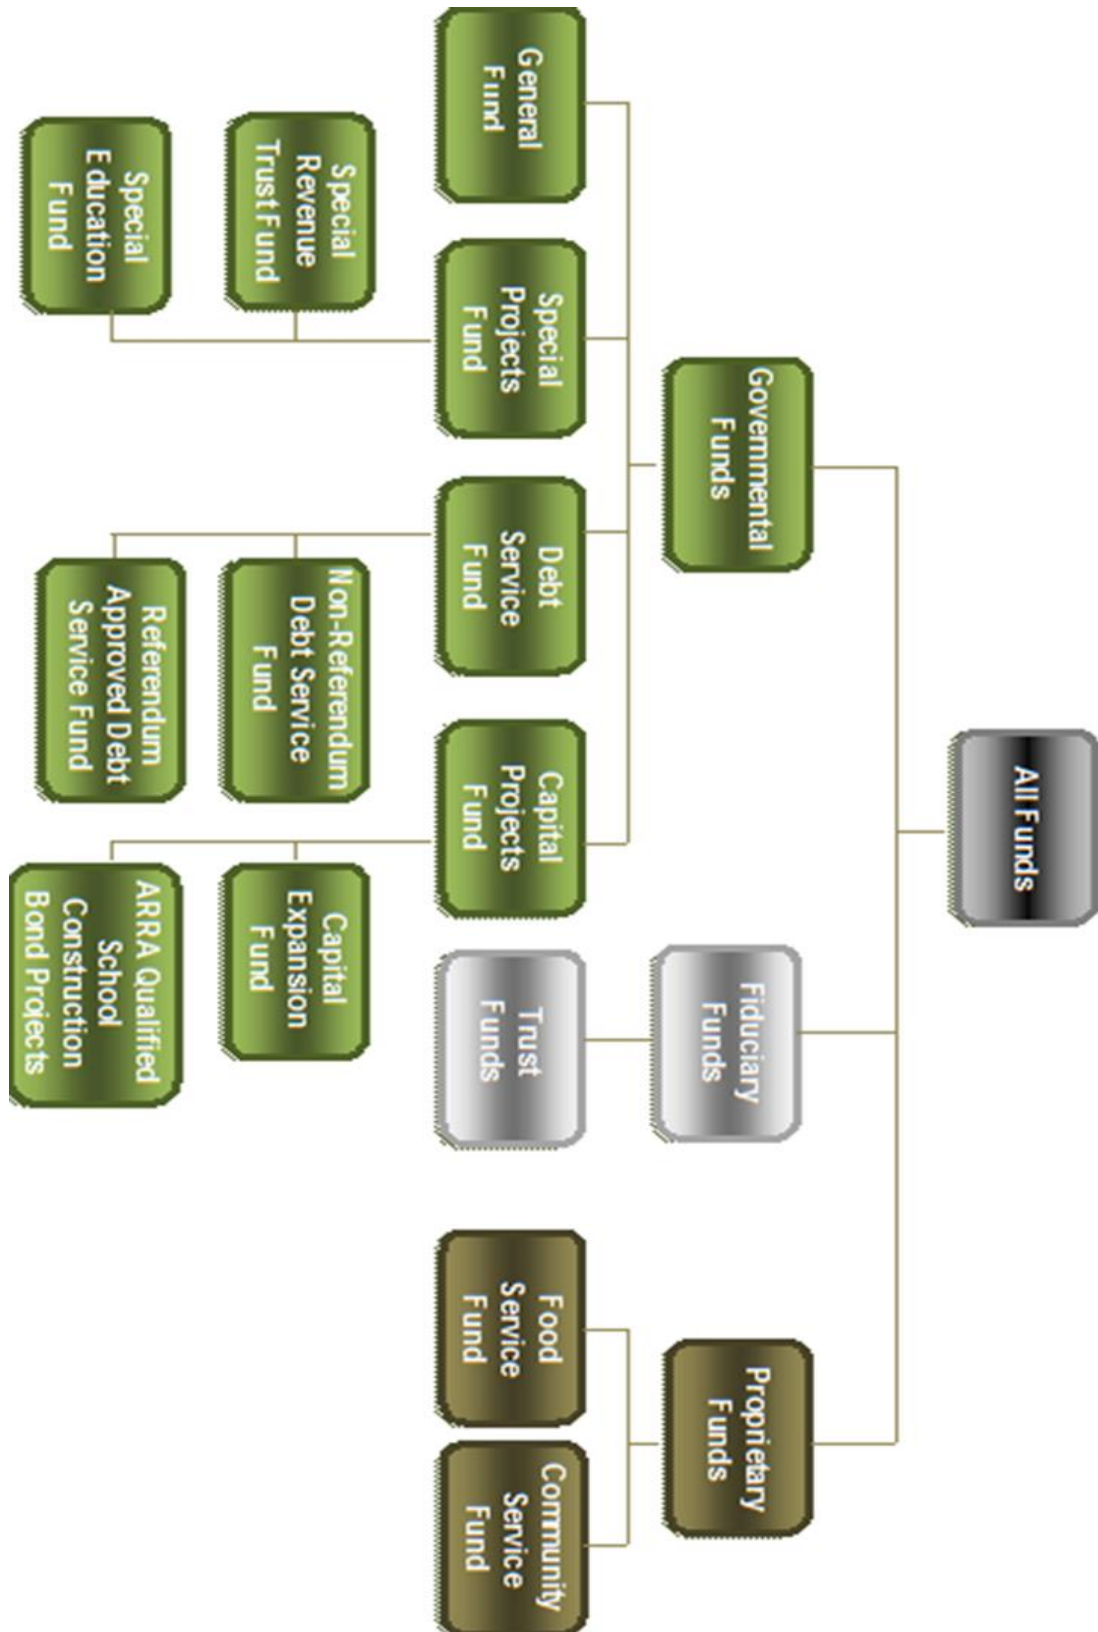 All Funds
Governmental
Funds
Fiduciary
Funds
Proprietary
Funds
General
Fund
Special
Projects
Fund
Debt
Service
Fund
Capital
Projects
Fund
Trust
Funds
Food
Service
Fund
Community
Service
Fund
Special
Revenue
Trust Fund
Non-Referendum
Debt Service
Fund
Capital
Expansion
Fund
Special
Education
Fund
Referendum
Approved Debt
Service Fund
ARRA Qualified
School
Construction
Bond Projects